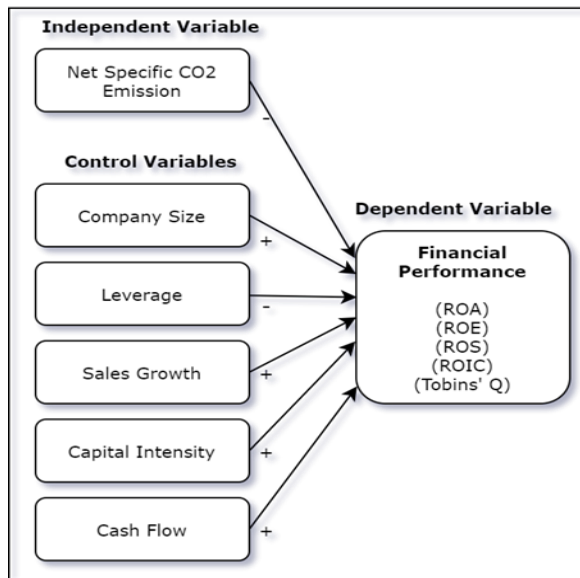 Independent Variable
Net Specific CO2
Emission
-
Control Variables
Company Size
+
Leverage
-
Sales Growth
+
Capital Intensity
+
Cash Flow
+
Dependent Variable
Financial
Performance
(ROA)
(ROE)
(ROS)
(ROIC)
(Tobins' Q)